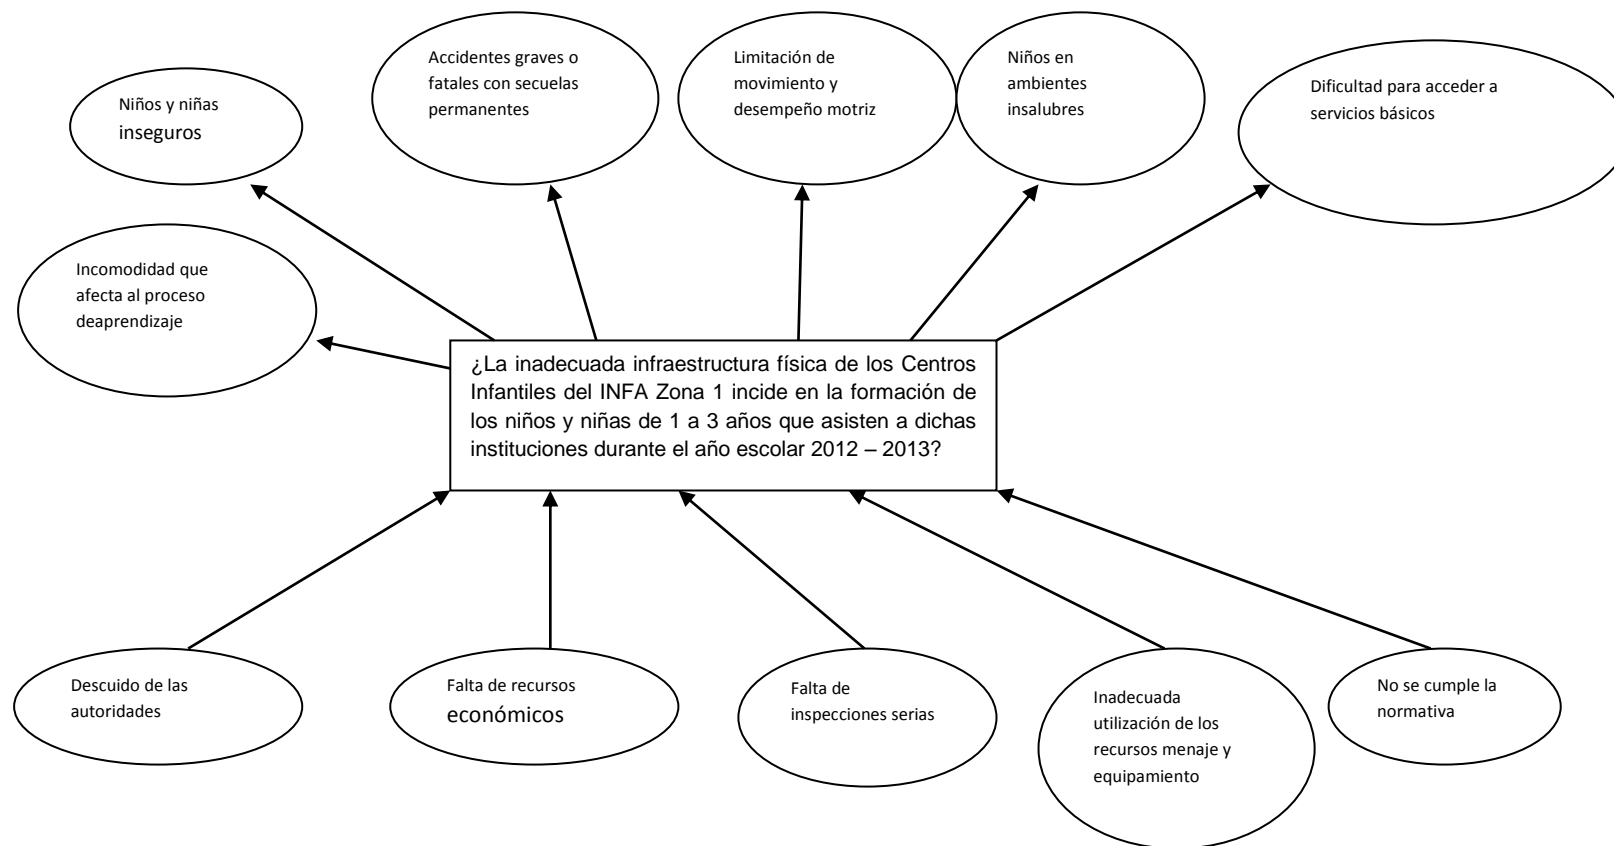 Accidentes graves o
fatales con secuelas
permanentes
Limitación de
movimiento y
desempeño motriz
Niños en
ambientes
insalubres
Dificultad para acceder a
servicios básicos
Niños y niñas
inseguros
Incomodidad que
afecta al proceso
deaprendizaje
¿La inadecuada infraestructura física de los Centros
Infantiles del INFA Zona 1 incide en la formación de
los niños y niñas de 1 a 3 años que asisten a dichas
instituciones durante el año escolar 2012 – 2013?
Descuido de las
autoridades
Falta de recursos
económicos
Falta de
inspecciones serias
Inadecuada
utilización de los
recursos menaje y
equipamiento
No se cumple la
normativa